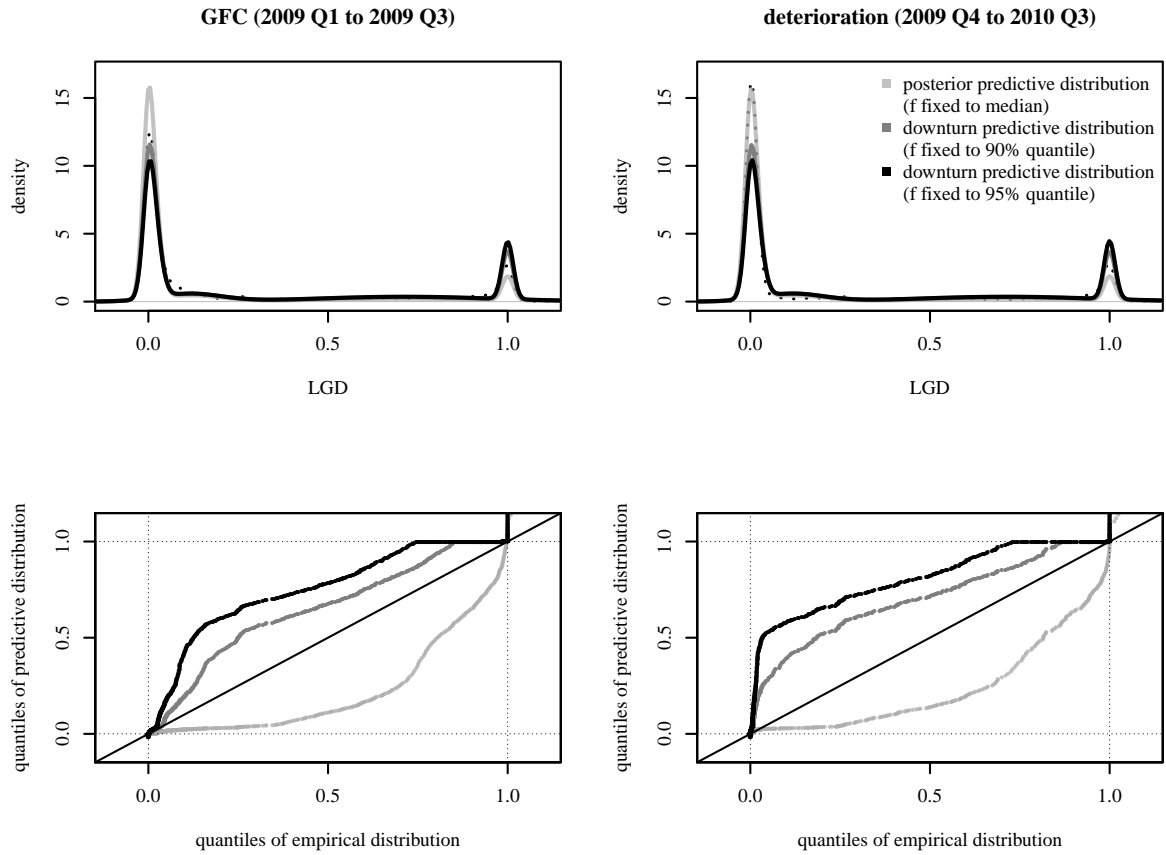 GFC (2009 Q1 to 2009 Q3)
deterioration (2009 Q4 to 2010 Q3)
density
15
10
5
0
0.0 0.5 1.0
LGD
density
15
10
5
0
posterior predictive distribution
(f fixed to median)
downturn predictive distribution
(f fixed to 90% quantile)
downturn predictive distribution
(f fixed to 95% quantile)
0.0 0.5 1.0
LGD
quantiles of predictive distribution
1.0
0.5
0.0
0.0 0.5 1.0
quantiles of empirical distribution
quantiles of predictive distribution
1.0
0.5
0.0
0.0 0.5 1.0
quantiles of empirical distribution